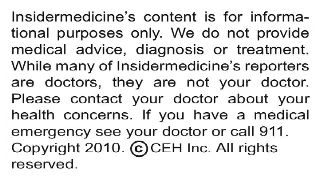 Insidermedicine's content is for informa-
tional purposes only. We do not provide
medical advice, diagnosis or treatment.
While many of Insidermedicine's reporters
are doctors, they are not your doctor.
Please contact your doctor about your
health concerns. If you have a medical
emergency see your doctor or call 911.
Copyright 2010. ©CEH Inc. All rights
reserved.